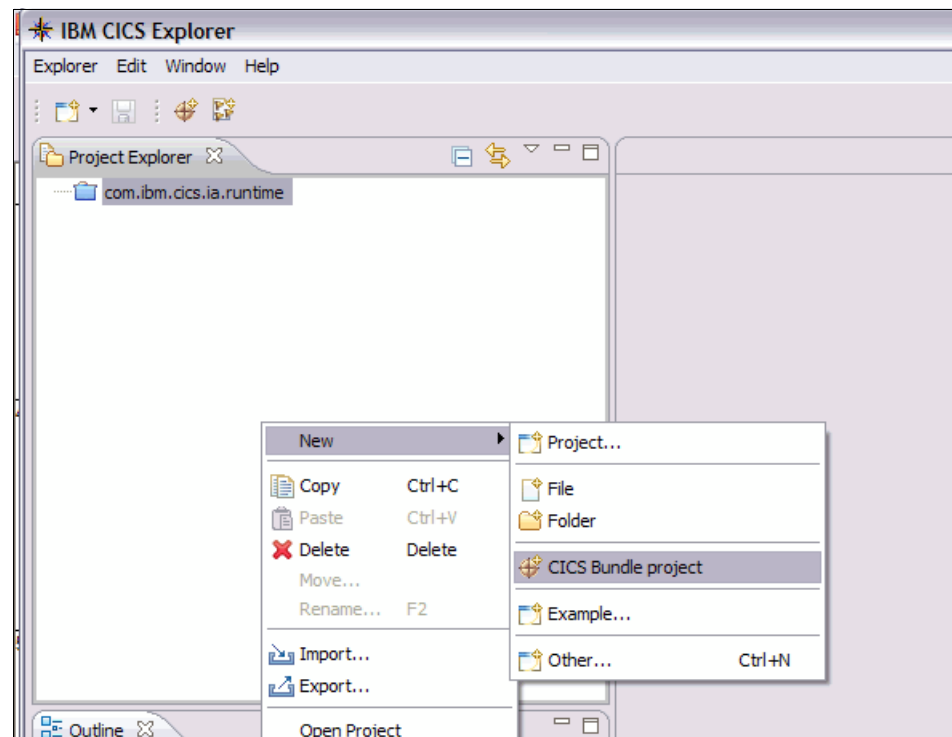 IBM CICS Explorer
Explorer Edit Window Help
Project Explorer
com.ibm.cics.ia.runtime
New
Copy Ctrl+C
Paste Ctrl+V
Delete Delete
Move...
Rename... F2
Import...
Export...
Open Project
Project...
File
Folder
CICS Bundle project
Example...
Other... Ctrl+N
Outline